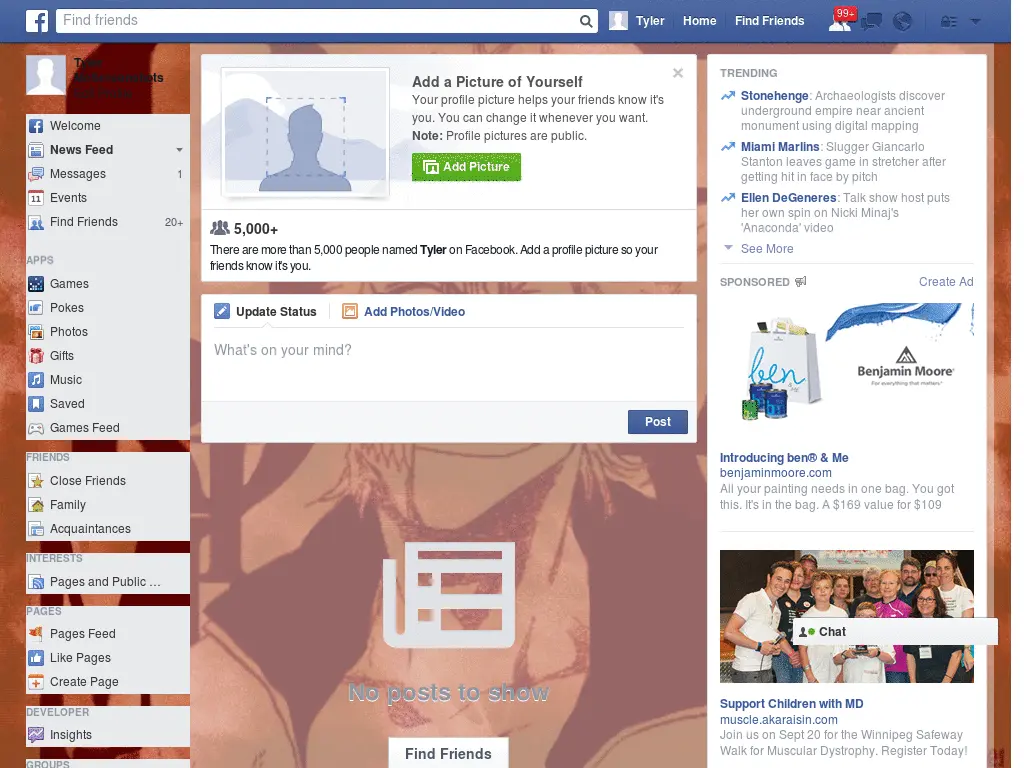 Find friends
Tyler
Home
Find Friends
99+
Tyler
Welcome
News Feed
Messages 1
11
Events
Find Friends 20+
APPS
Games
Pokes
Photos
Gifts
Music
Saved
Games Feed
FRIENDS
Close Friends
Family
Acquaintances
INTERESTS
Pages and Public ...
PAGES
Pages Feed
Like Pages
Create Page
DEVELOPER
Insights
GROUPS
Add a Picture of Yourself
Your profile picture helps your friends know it's
you. You can change it whenever you want.
Note: Profile pictures are public.
Add Picture
5,000+
There are more than 5,000 people named Tyler on Facebook. Add a profile picture so your
friends know it's you.
Update Status
Add Photos/Video
What's on your mind?
Post
No posts to show
Find Friends
TRENDING
Stonehenge: Archaeologists discover
underground empire near ancient
monument using digital mapping
Miami Marlins: Slugger Giancarlo
Stanton leaves game in stretcher after
getting hit in face by pitch
Ellen DeGeneres: Talk show host puts
her own spin on Nicki Minaj's
'Anaconda' video
See More
SPONSORED
Create Ad
ben
Benjamin Moore®
For everything that matters®
Introducing ben® & Me
benjaminmoore.com
All your painting needs in one bag. You got
this. It's in the bag. A $169 value for $109
Chat
Support Children with MD
muscle.akaraisin.com
Join us on Sept 20 for the Winnipeg Safeway
Walk for Muscular Dystrophy. Register Today!